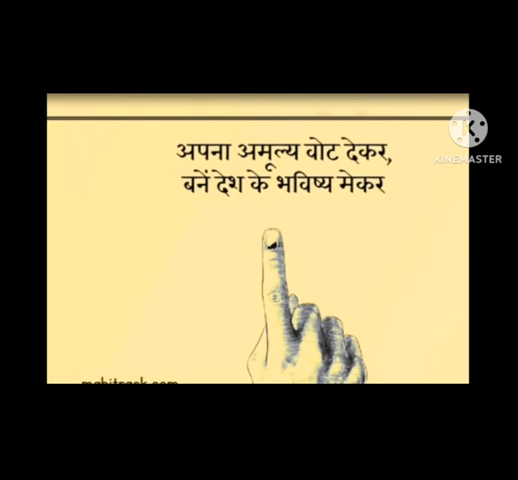 KINEMASTER
अपना अमूल्य वोट देकर,
बनें देश के भविष्य मेकर